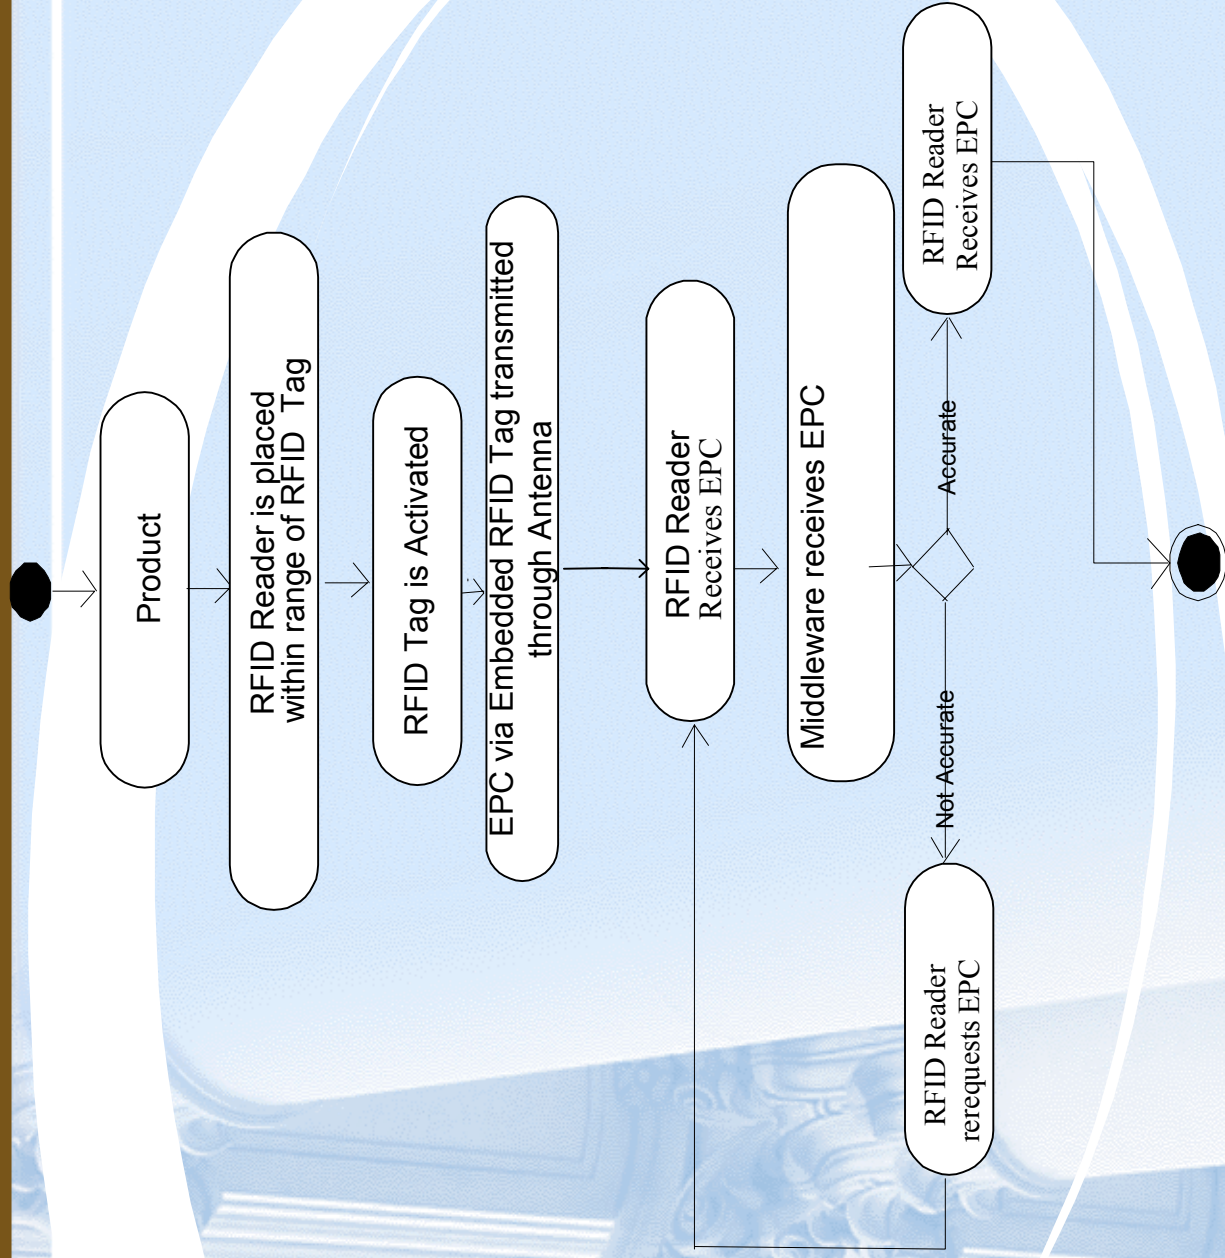 Product
RFID Reader is placed
within range of RFID Tag
RFID Tag is Activated
EPC via Embedded RFID Tag transmitted
through Antenna
RFID Reader
Receives EPC
Middleware receives EPC
Not Accurate
Accurate
RFID Reader
rerequests EPC
RFID Reader
Receives EPC